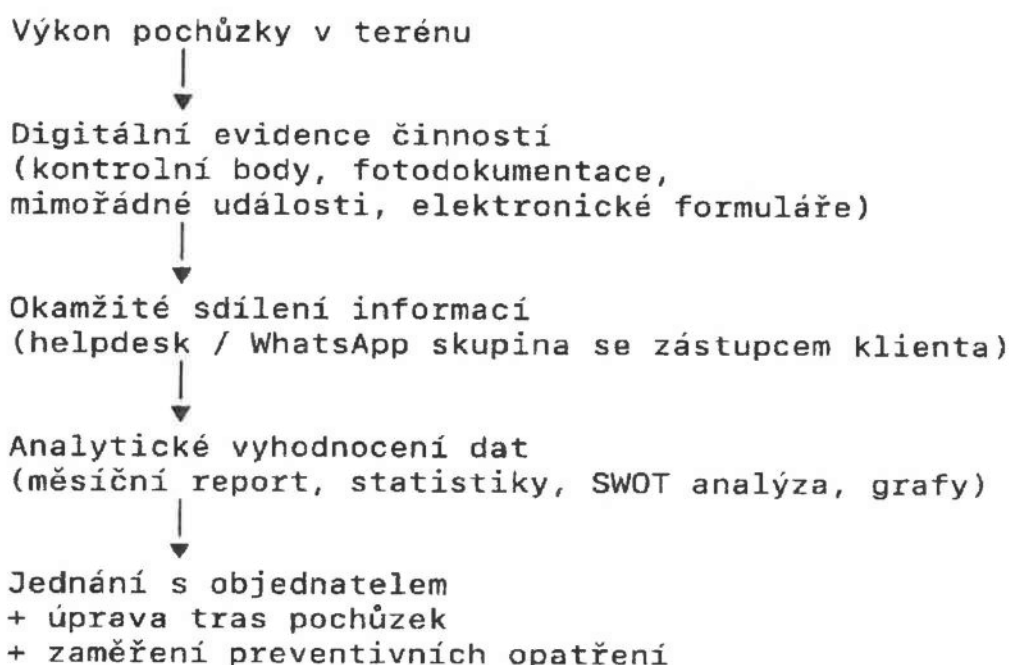 Výkon pochůzky v terénu
Digitální evidence činností
(kontrolní body, fotodokumentace,
mimořádné události, elektronické formuláře)
Okamžité sdílení informací
(helpdesk / WhatsApp skupina se zástupcem klienta)
Analytické vyhodnocení dat
(měsíční report, statistiky, SWOT analýza, grafy)
Jednání s objednatelem
+ úprava tras pochůzek
+ zaměření preventivních opatření